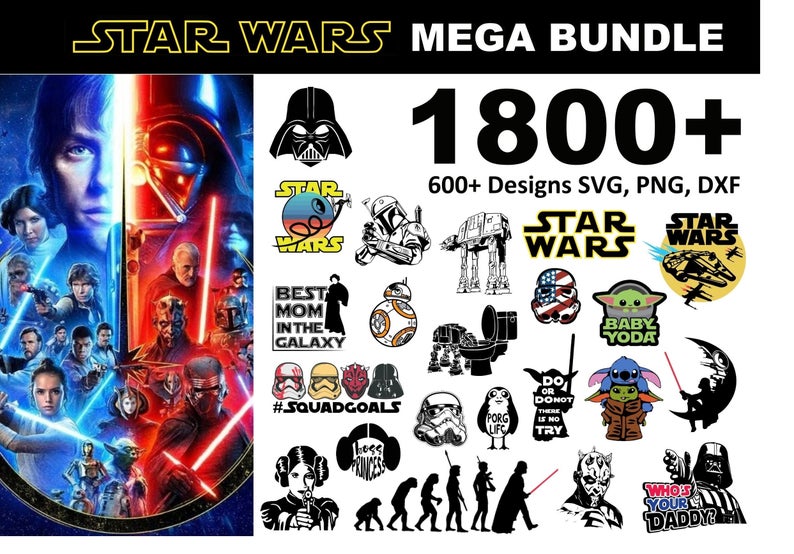 STAR WARS MEGA BUNDLE
1800+
600+ Designs SVG, PNG, DXF
STAR
WARS
STAR
WARS
STAR
WARS
BEST
MOM
IN THE
GALAXY
BABY
YODA
#SQUADGOALS
PORG
LIFE
DO
OR
DO NOT
THERE
IS NO
TRY
boss
PRINCESS
WHO'S
YOUR
DADDY?